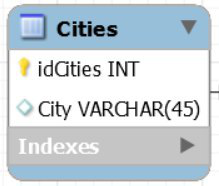 Cities
idCities INT
City VARCHAR(45)
Indexes